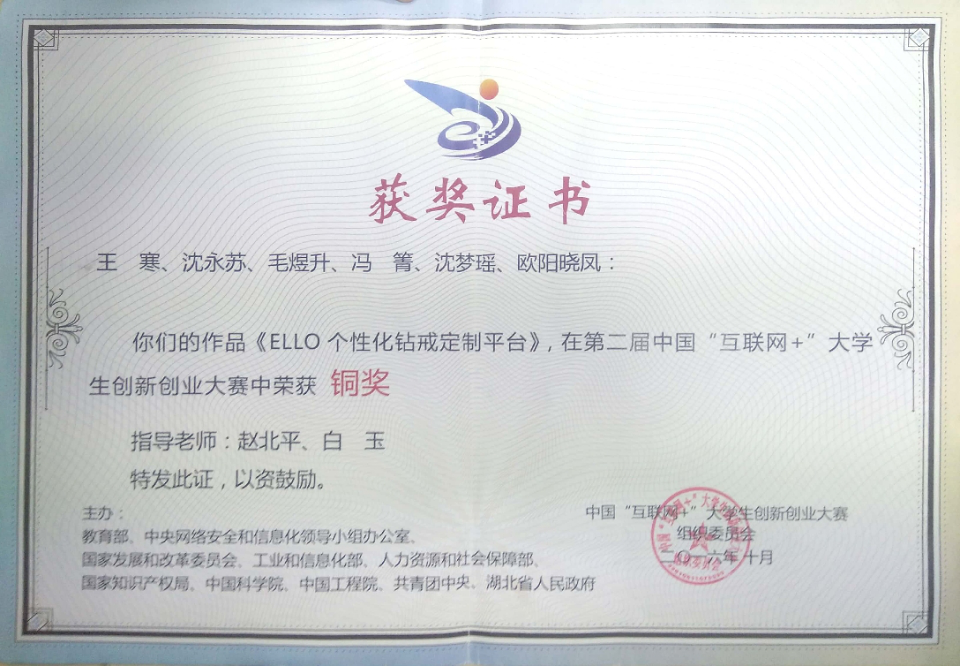 获奖证书
王 寒、沈永苏、毛煜升、冯 箐、沈梦瑶、欧阳晓凤：
你们的作品《ELLO 个性化钻戒定制平台》，在第二届中国“互联网+”大学
生创新创业大赛中荣获 铜奖
指导老师：赵北平、白 玉
特发此证，以资鼓励。
主办：
教育部、中央网络安全和信息化领导小组办公室、
国家发展和改革委员会、工业和信息化部、人力资源和社会保障部、
国家知识产权局、中国科学院、中国工程院、共青团中央、湖北省人民政府
中国“互联网+”大学生创新创业大赛
组织委员会
二〇一六年十月